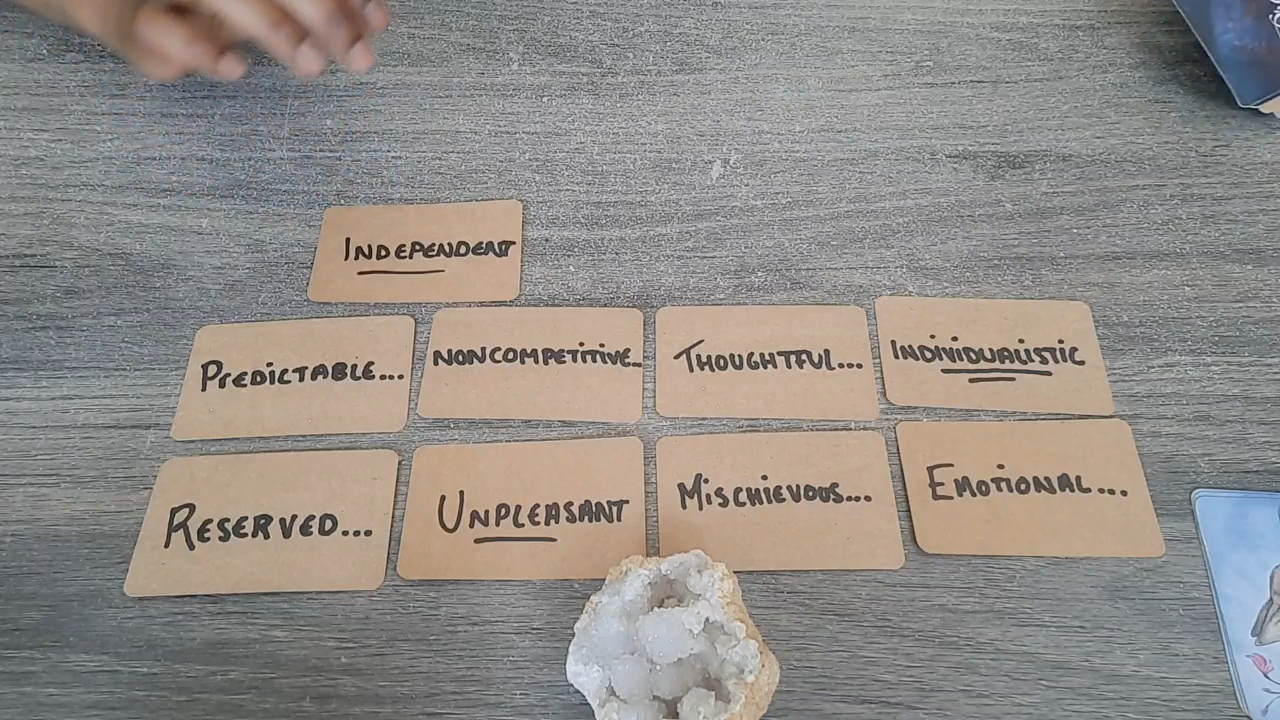 INDEPENDENT
PREDICTABLE...
NONCOMPETITIVE...
THOUGHTFUL...
INDIVIDUALISTIC
RESERVED...
UNPLEASANT
MISCHIEVOUS...
EMOTIONAL...